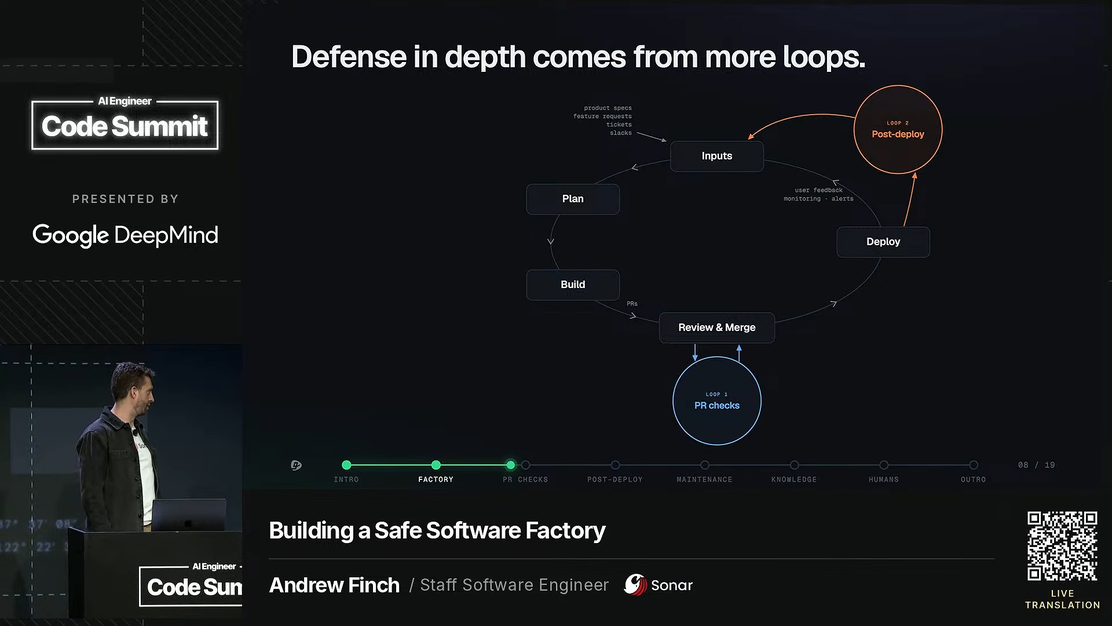 AI Engineer
Code Summit
PRESENTED BY
Google DeepMind
Defense in depth comes from more loops.
product specs
feature requests
tickets
slacks
Inputs
LOOP 2
Post-deploy
Plan
user feedback
monitoring · alerts
Deploy
Build
PRs
Review & Merge
LOOP 1
PR checks
INTRO
FACTORY
PR CHECKS
POST-DEPLOY
MAINTENANCE
KNOWLEDGE
HUMANS
OUTRO
08 / 19
AI Engineer
Code Sum
Building a Safe Software Factory
Andrew Finch / Staff Software Engineer
Sonar
LIVE
TRANSLATION